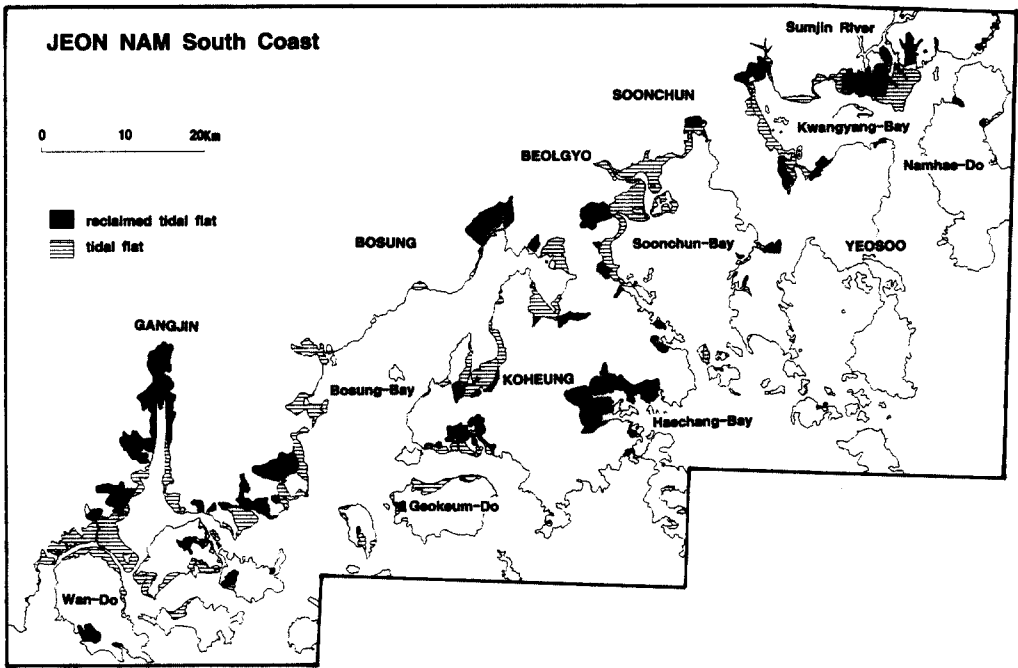 JEON NAM South Coast
Sumjin River
0 10 20Km
SOONCHUN
Kwangyang-Bay
BEOLGYO
Namhae-Do
reclaimed tidal flat
tidal flat
BOSUNG
Soonchun-Bay
YEOSOO
GANGJIN
Bosung-Bay
KOHEUNG
Haechang-Bay
Geokeum-Do
Wan-Do